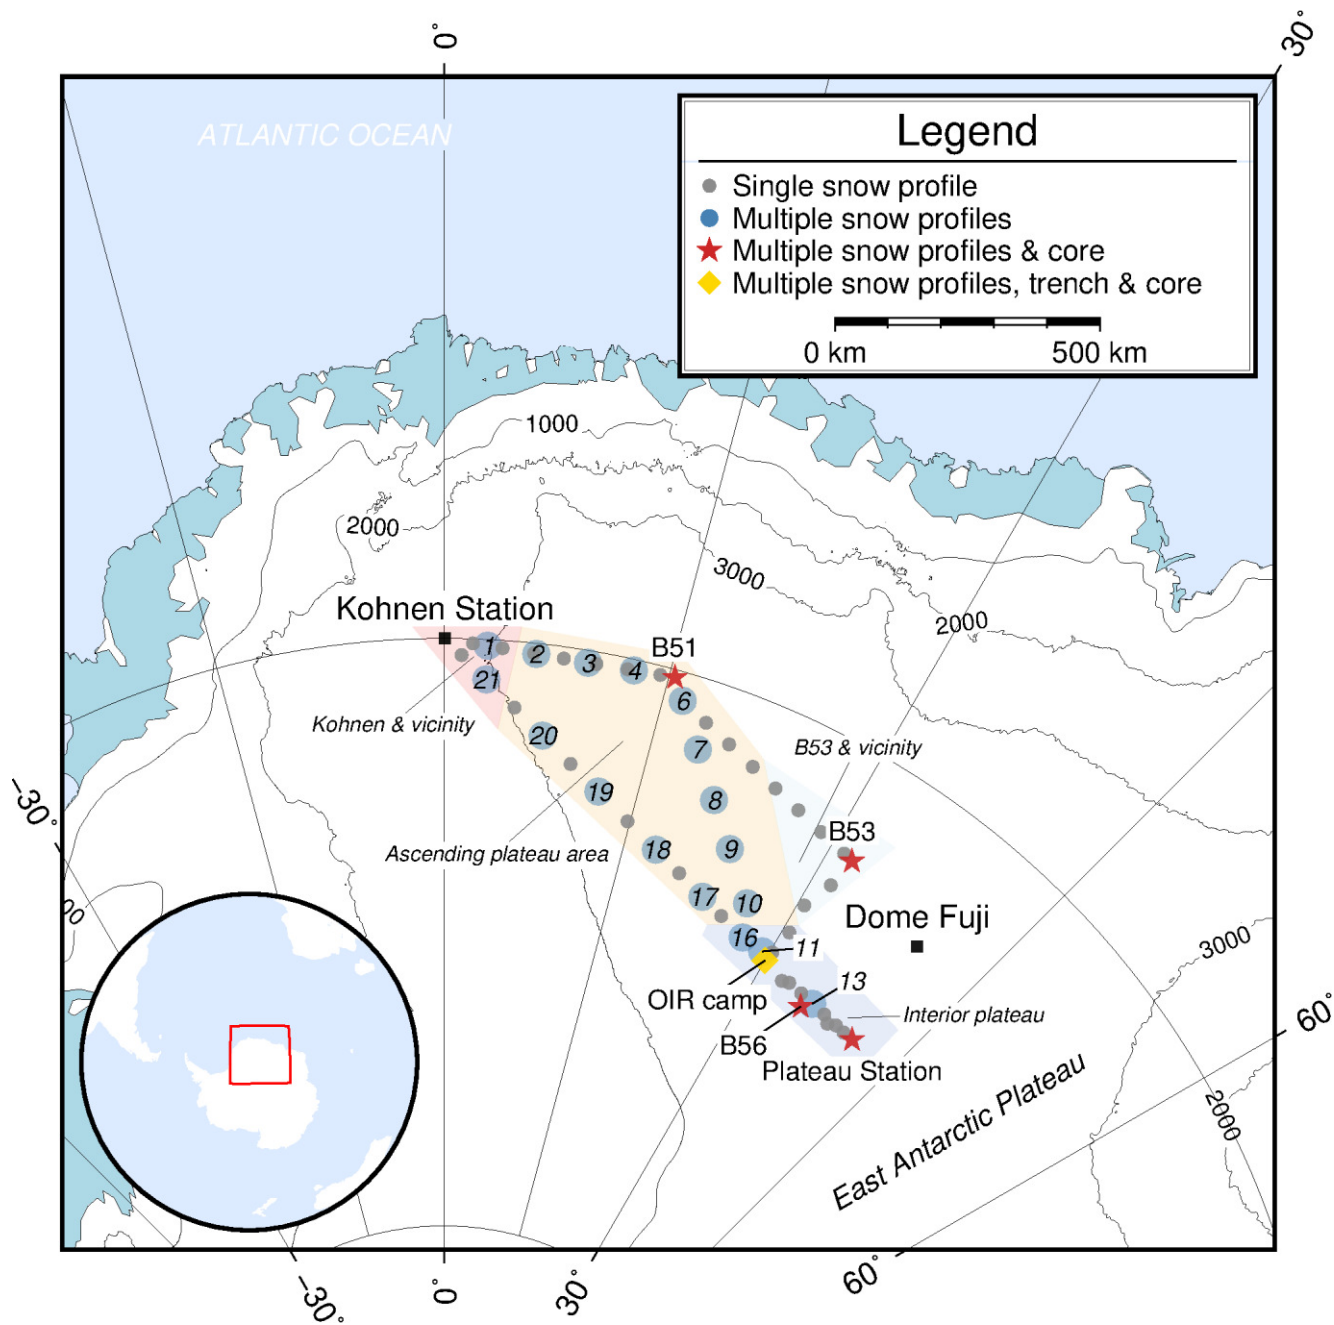 0°
30°
ATLANTIC OCEAN
Legend
Single snow profile
Multiple snow profiles
Multiple snow profiles & core
Multiple snow profiles, trench & core
0 km
500 km
1000
2000
3000
2000
Kohnen Station
B51
1
2
3
4
21
6
Kohnen & vicinity
20
7
B53 & vicinity
19
8
B53
Ascending plateau area
18
9
17
10
Dome Fuji
16
11
3000
OIR camp
13
Interior plateau
B56
Plateau Station
East Antarctic Plateau
2000
–30°
00
60°
–30°
0°
30°
60°